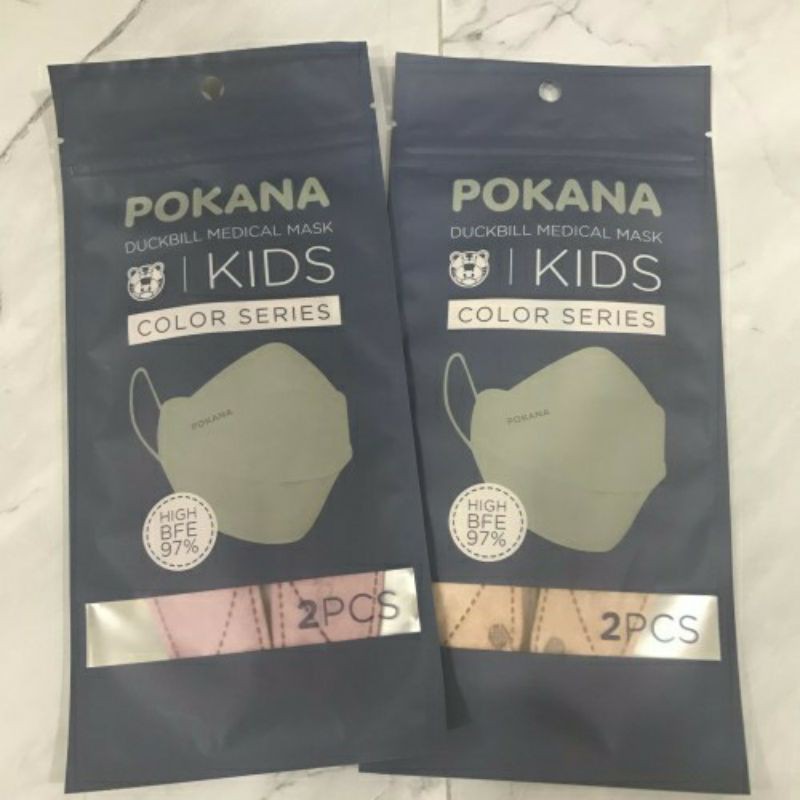 POKANA
DUCKBILL MEDICAL MASK
KIDS
COLOR SERIES
POKANA
HIGH
BFE
97%
2PCS
POKANA
DUCKBILL MEDICAL MASK
KIDS
COLOR SERIES
POKANA
HIGH
BFE
97%
2PCS